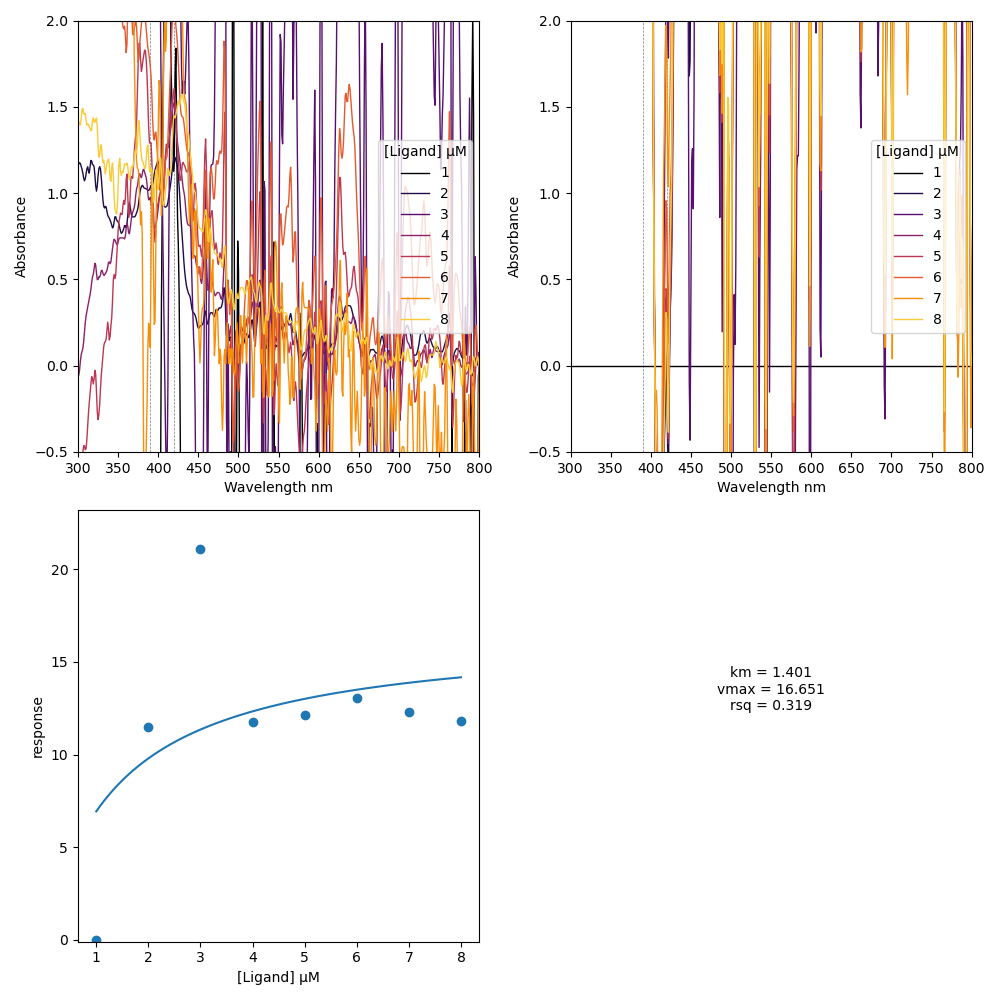 2.0
1.5
1.0
0.5
0.0
−0.5
Absorbance
300 350 400 450 500 550 600 650 700 750 800
Wavelength nm
[Ligand] μM
1
2
3
4
5
6
7
8
2.0
1.5
1.0
0.5
0.0
−0.5
Absorbance
300 350 400 450 500 550 600 650 700 750 800
Wavelength nm
[Ligand] μM
1
2
3
4
5
6
7
8
20
15
10
5
0
response
1 2 3 4 5 6 7 8
[Ligand] μM
km = 1.401
vmax = 16.651
rsq = 0.319